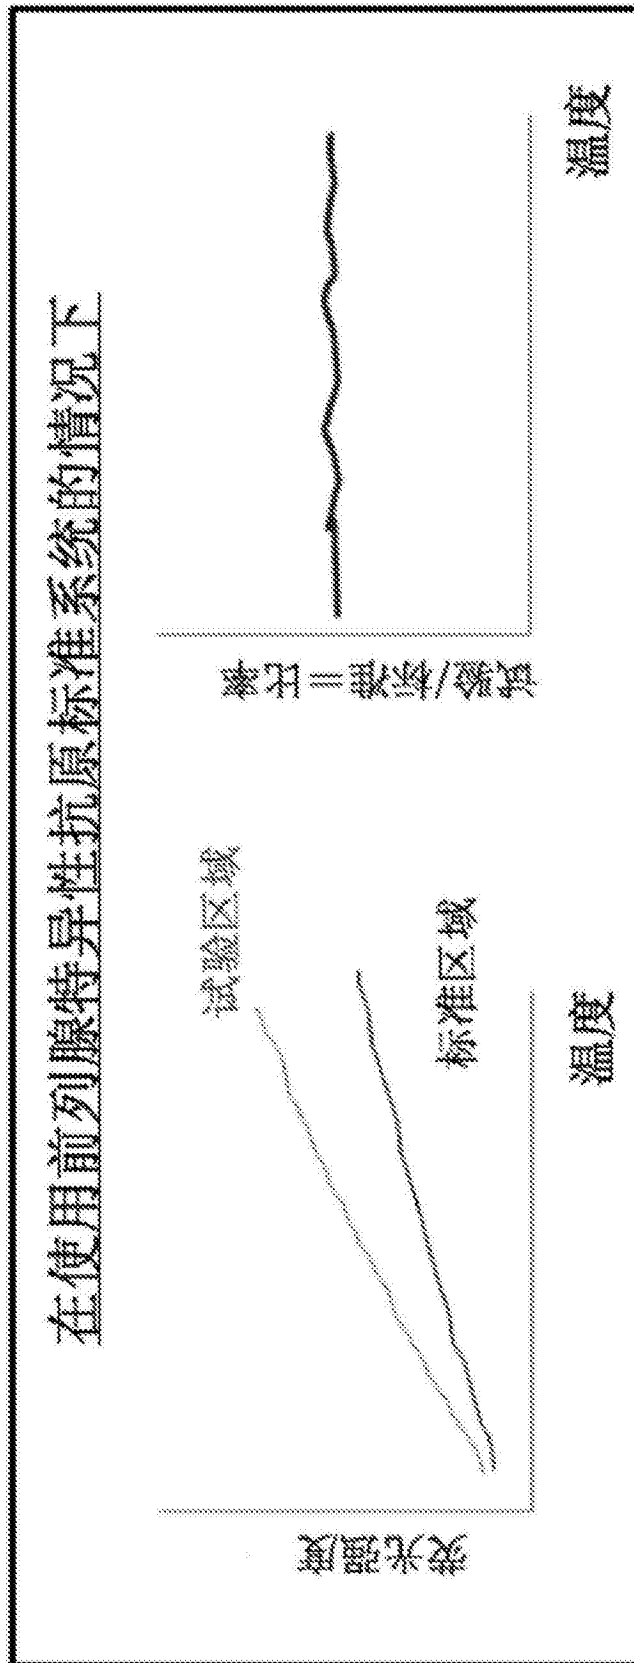 在使用前列腺特异性抗原标准系统的情况下
荧光强度
试验区域
标准区域
温度
试验/标准=比率
温度